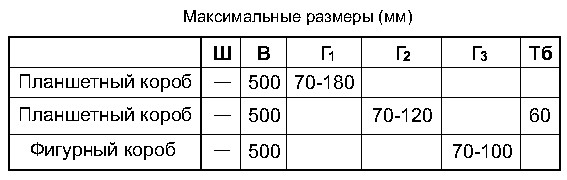 Максимальные размеры (мм)
Ш В Г1 Г2 Г3 Тб
Планшетный короб — 500 70-180
Планшетный короб — 500 70-120 60
Фигурный короб — 500 70-100